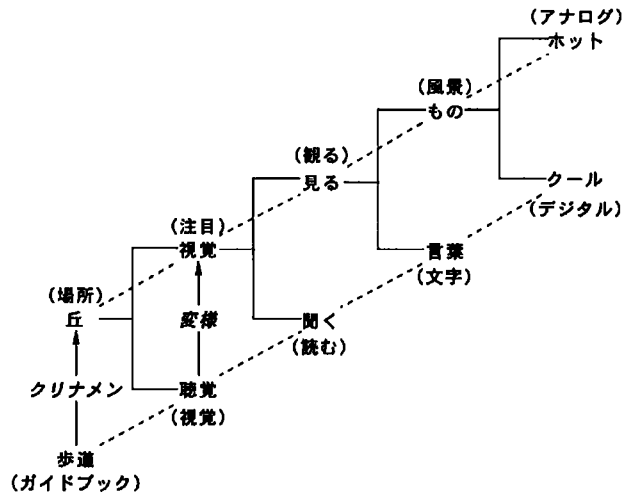 (アナログ)
ホット
(風景)
もの
(観る)
見る
クール
(デジタル)
(注目)
視覚
言葉
(文字)
(場所)
丘
変様
聞く
(読む)
クリナメン
聴覚
(視覚)
歩道
(ガイドブック)